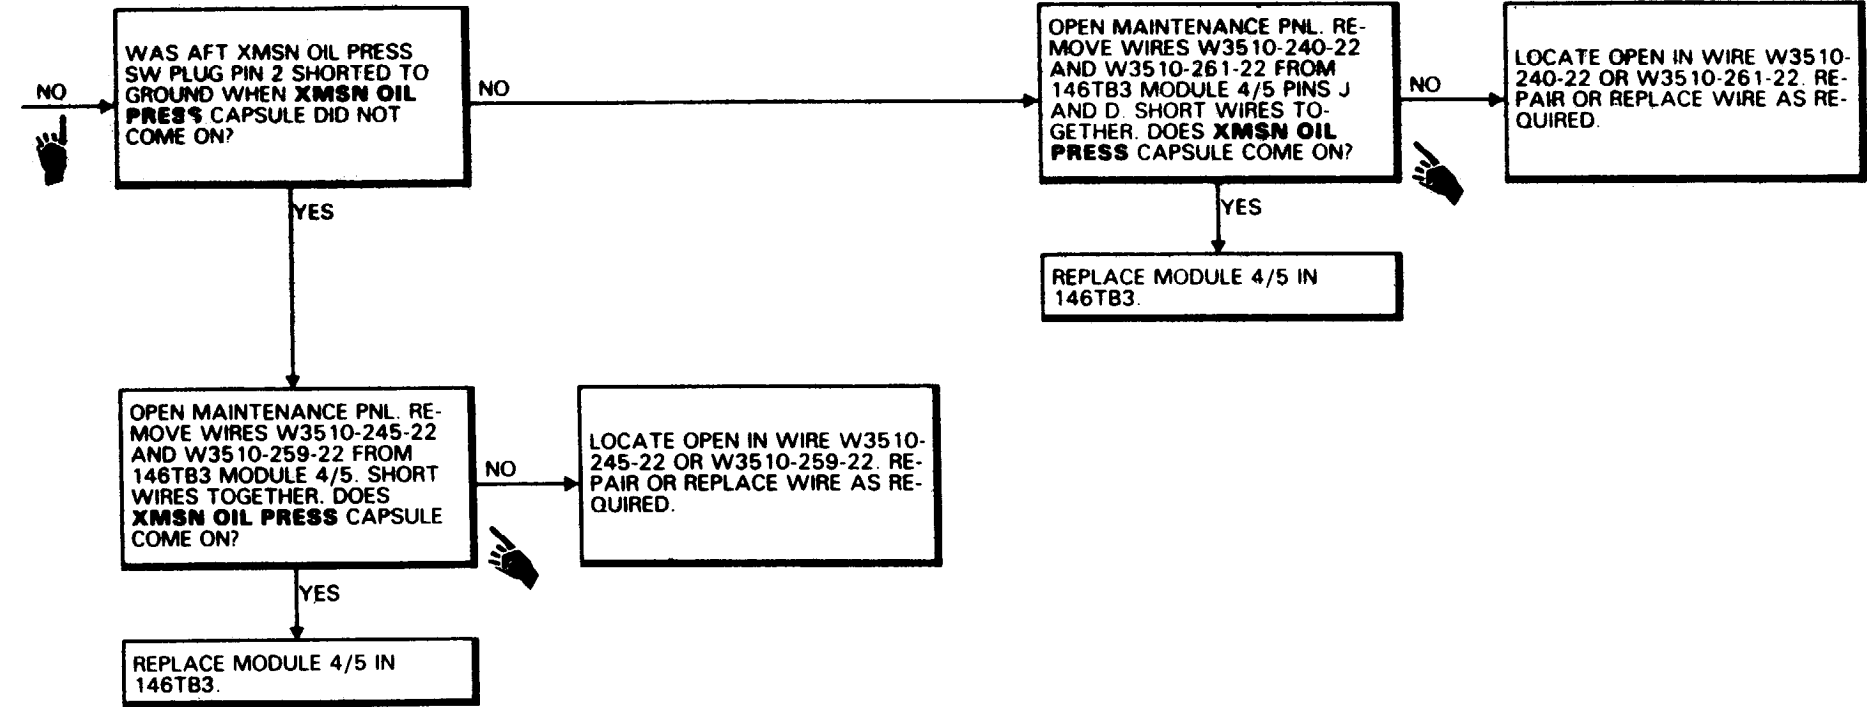 NO
WAS AFT XMSN OIL PRESS
SW PLUG PIN 2 SHORTED TO
GROUND WHEN XMSN OIL
PRESS CAPSULE DID NOT
COME ON?
NO
OPEN MAINTENANCE PNL. RE-
MOVE WIRES W3510-240-22
AND W3510-261-22 FROM
146TB3 MODULE 4/5 PINS J
AND D. SHORT WIRES TO-
GETHER. DOES XMSN OIL
PRESS CAPSULE COME ON?
NO
LOCATE OPEN IN WIRE W3510-
240-22 OR W3510-261-22. RE-
PAIR OR REPLACE WIRE AS RE-
QUIRED.
YES
YES
REPLACE MODULE 4/5 IN
146TB3.
OPEN MAINTENANCE PNL. RE-
MOVE WIRES W3510-245-22
AND W3510-259-22 FROM
146TB3 MODULE 4/5. SHORT
WIRES TOGETHER. DOES
XMSN OIL PRESS CAPSULE
COME ON?
NO
LOCATE OPEN IN WIRE W3510-
245-22 OR W3510-259-22. RE-
PAIR OR REPLACE WIRE AS RE-
QUIRED.
YES
REPLACE MODULE 4/5 IN
146TB3.